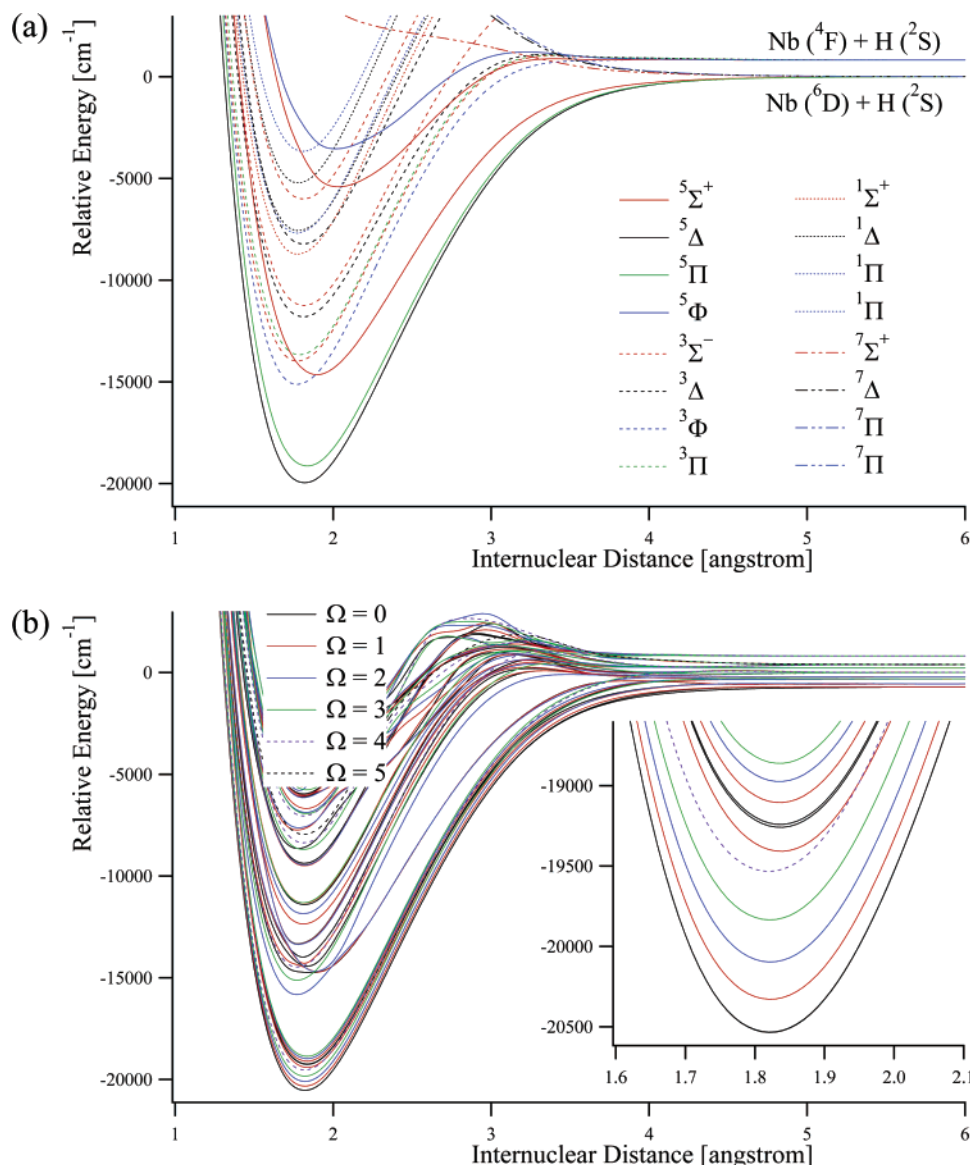 (a)
Relative Energy [cm⁻¹]
0
-5000
-10000
-15000
-20000
Nb (⁴F) + H (²S)
Nb (⁶D) + H (²S)
⁵Σ⁺
⁵Δ
⁵Π
⁵Φ
³Σ⁻
³Δ
³Φ
³Π
¹Σ⁺
¹Δ
¹Π
¹Π
⁷Σ⁺
⁷Δ
⁷Π
⁷Π
1 2 3 4 5 6
Internuclear Distance [angstrom]
(b)
Relative Energy [cm⁻¹]
0
-5000
-10000
-15000
-20000
Ω = 0
Ω = 1
Ω = 2
Ω = 3
Ω = 4
Ω = 5
-19000
-19500
-20000
-20500
1.6 1.7 1.8 1.9 2.0 2.1
1 2 3 4 5 6
Internuclear Distance [angstrom]